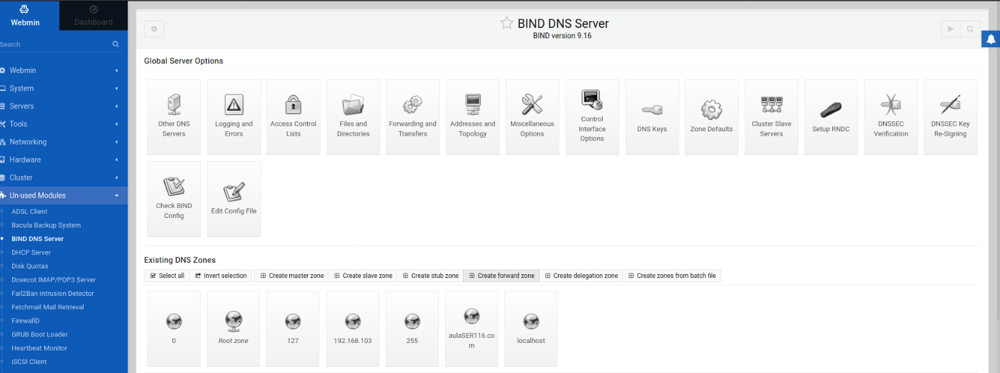 Webmin
Dashboard
Search
Webmin
System
Servers
Tools
Networking
Hardware
Cluster
Un-used Modules
ADSL Client
Bacula Backup System
BIND DNS Server
DHCP Server
Disk Quotas
Dovecot IMAP/POP3 Server
Fail2Ban Intrusion Detector
Fetchmail Mail Retrieval
FirewallD
GRUB Boot Loader
Heartbeat Monitor
iSCSI Client
BIND DNS Server
BIND version 9.16
Global Server Options
Other DNS
Servers
Logging and
Errors
Access Control
Lists
Files and
Directories
Forwarding and
Transfers
Addresses and
Topology
Miscellaneous
Options
Control
Interface
Options
DNS Keys
Zone Defaults
Cluster Slave
Servers
Setup RNDC
DNSSEC
Verification
DNSSEC Key
Re-Signing
Check BIND
Config
Edit Config File
Existing DNS Zones
Select all
Invert selection
Create master zone
Create slave zone
Create stub zone
Create forward zone
Create delegation zone
Create zones from batch file
0
Root zone
127
192.168.103
255
aulaSER116.co
m
localhost